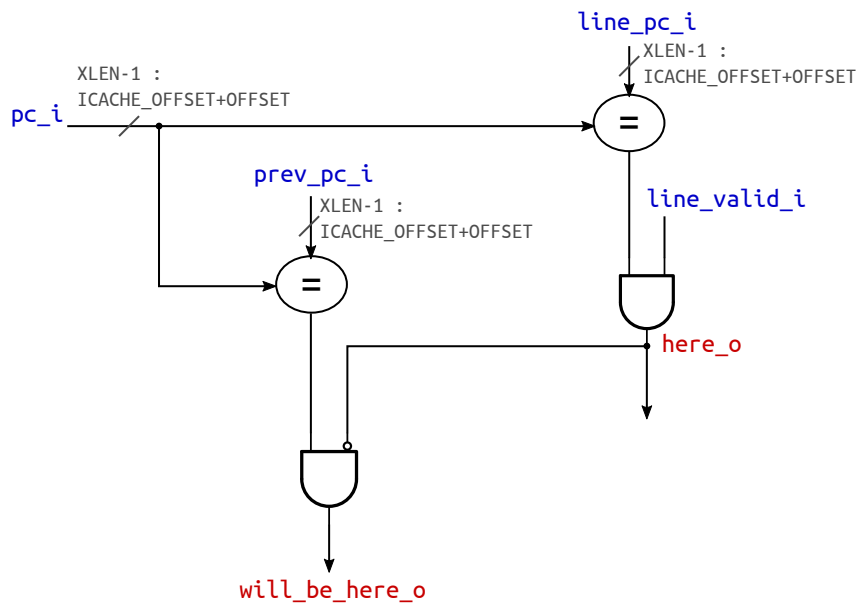 line_pc_i
XLEN-1 :
ICACHE_OFFSET+OFFSET
XLEN-1 :
ICACHE_OFFSET+OFFSET
pc_i
=
prev_pc_i
XLEN-1 :
ICACHE_OFFSET+OFFSET
line_valid_i
=
here_o
will_be_here_o